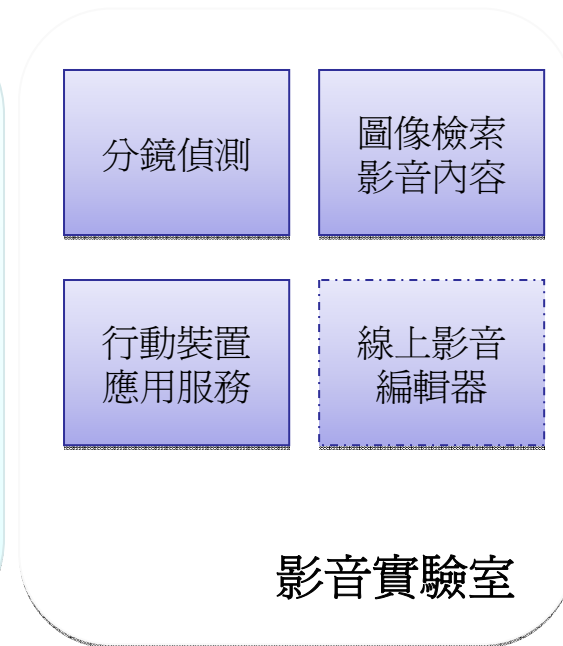 分鏡偵測
圖像檢索
影音內容
行動裝置
應用服務
線上影音
編輯器
影音實驗室